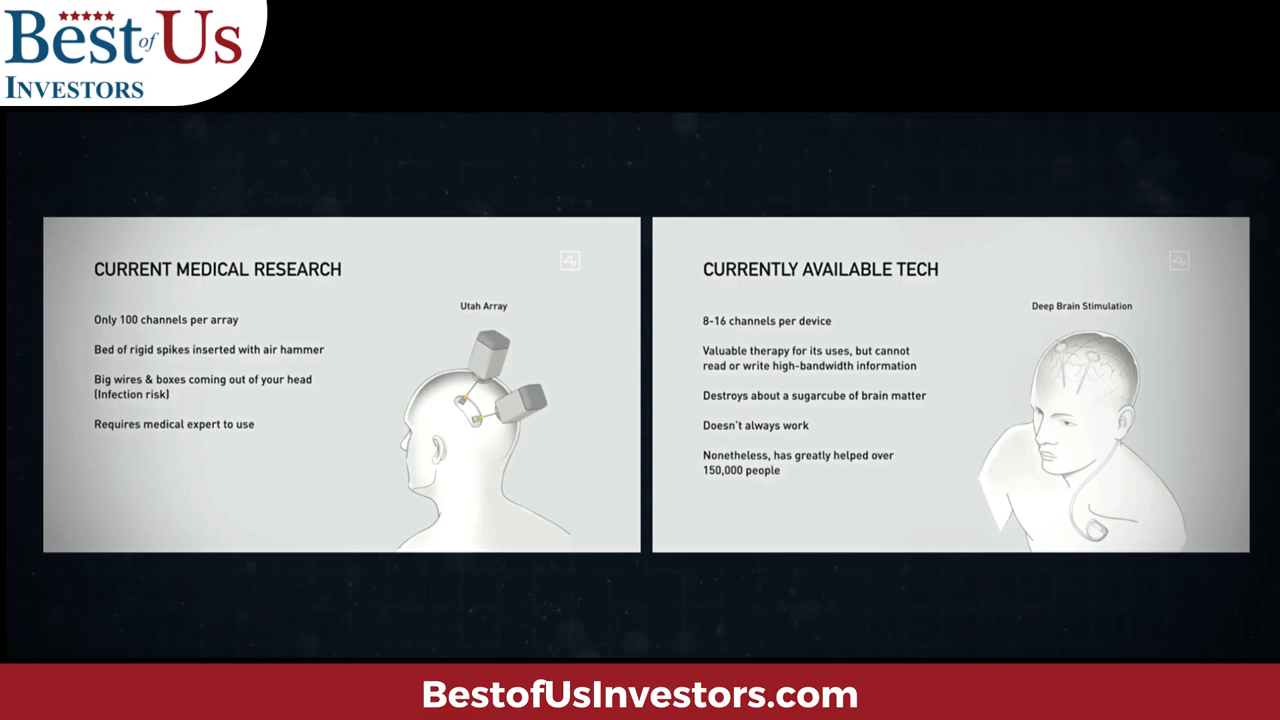 Best of Us
INVESTORS
CURRENT MEDICAL RESEARCH
Only 100 channels per array
Bed of rigid spikes inserted with air hammer
Big wires & boxes coming out of your head
(Infection risk)
Requires medical expert to use
Utah Array
CURRENTLY AVAILABLE TECH
8-16 channels per device
Valuable therapy for its uses, but cannot
read or write high-bandwidth information
Destroys about a sugarcube of brain matter
Doesn't always work
Nonetheless, has greatly helped over
150,000 people
Deep Brain Stimulation
BestofUsInvestors.com